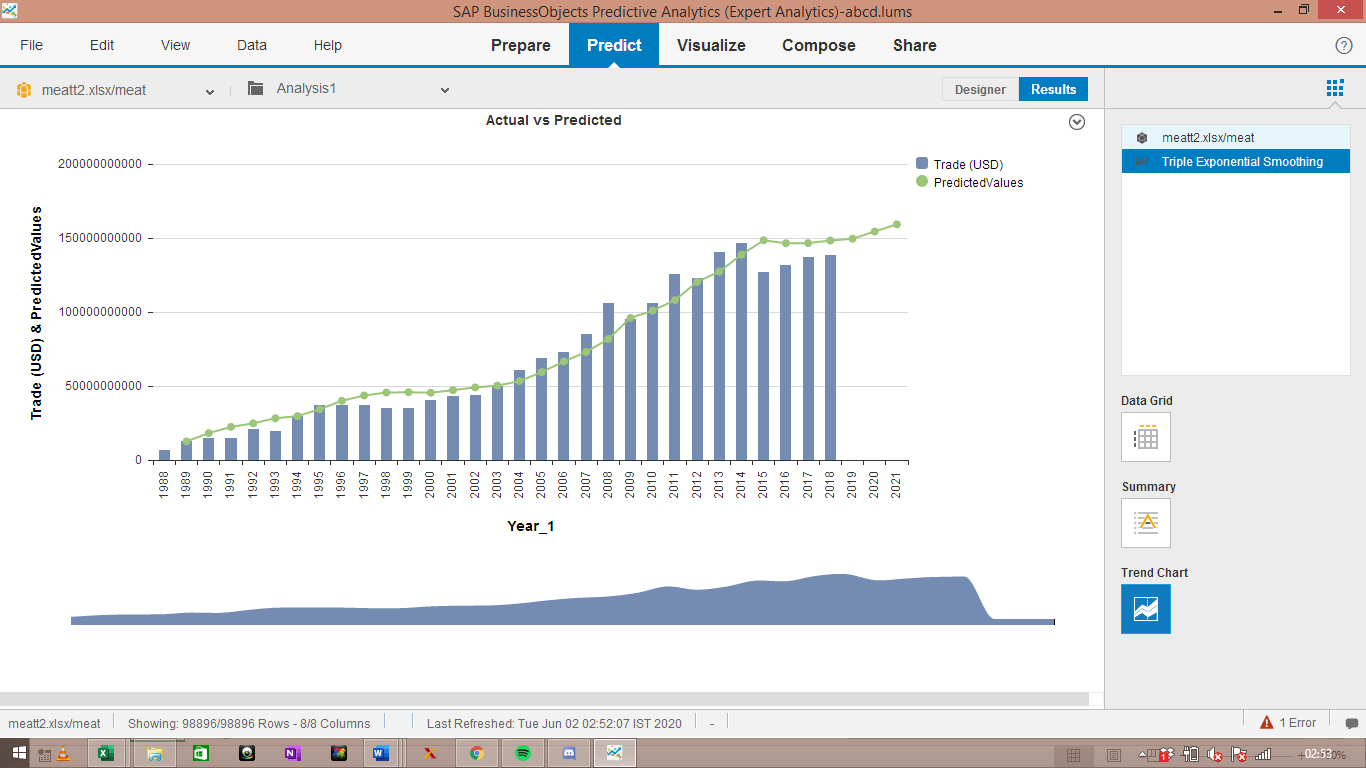 SAP BusinessObjects Predictive Analytics (Expert Analytics)-abcd.lums
File Edit View Data Help Prepare Predict Visualize Compose Share
meatt2.xlsx/meat Analysis1 Designer Results
Actual vs Predicted
Trade (USD)
PredictedValues
Trade (USD) & PredictedValues
200000000000
150000000000
100000000000
50000000000
0
1988 1989 1990 1991 1992 1993 1994 1995 1996 1997 1998 1999 2000 2001 2002 2003 2004 2005 2006 2007 2008 2009 2010 2011 2012 2013 2014 2015 2016 2017 2018 2019 2020 2021
Year_1
meatt2.xlsx/meat
Triple Exponential Smoothing
Data Grid
Summary
Trend Chart
meatt2.xlsx/meat Showing: 98896/98896 Rows - 8/8 Columns Last Refreshed: Tue Jun 02 02:52:07 IST 2020 - 1 Error
02:53